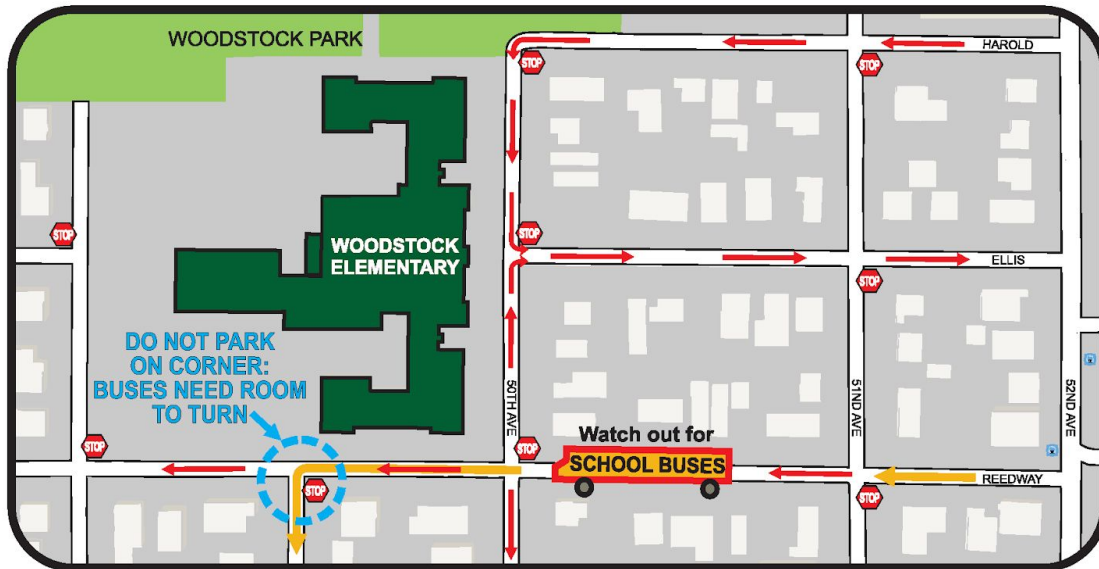 WOODSTOCK PARK
HAROLD
STOP
STOP
STOP
STOP
WOODSTOCK
ELEMENTARY
ELLIS
STOP
DO NOT PARK
ON CORNER:
BUSES NEED ROOM
TO TURN
50TH AVE
51ND AVE
52ND AVE
STOP
STOP
Watch out for
SCHOOL BUSES
REEDWAY
STOP
STOP